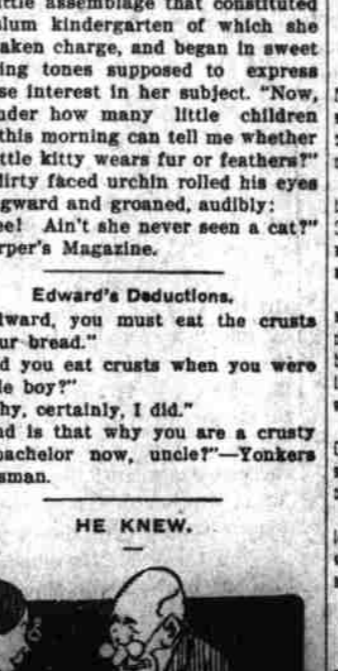 ttle assemblage that constituted
lum kindergarten of which she
aken charge, and began in sweet
ing tones supposed to express
se interest in her subject. "Now,
nder how many little children
this morning can tell me whether
ttle kitty wears fur or feathers?"
dirty faced urchin rolled his eyes
gward and groaned, audibly:
ee! Ain't she never seen a cat?"
rper's Magazine.
Edward's Deductions.
dward, you must eat the crusts
ur bread."
d you eat crusts when you were
le boy?"
hy, certainly, I did."
nd is that why you are a crusty
bachelor now, uncle?"—Yonkers
sman.
HE KNEW.